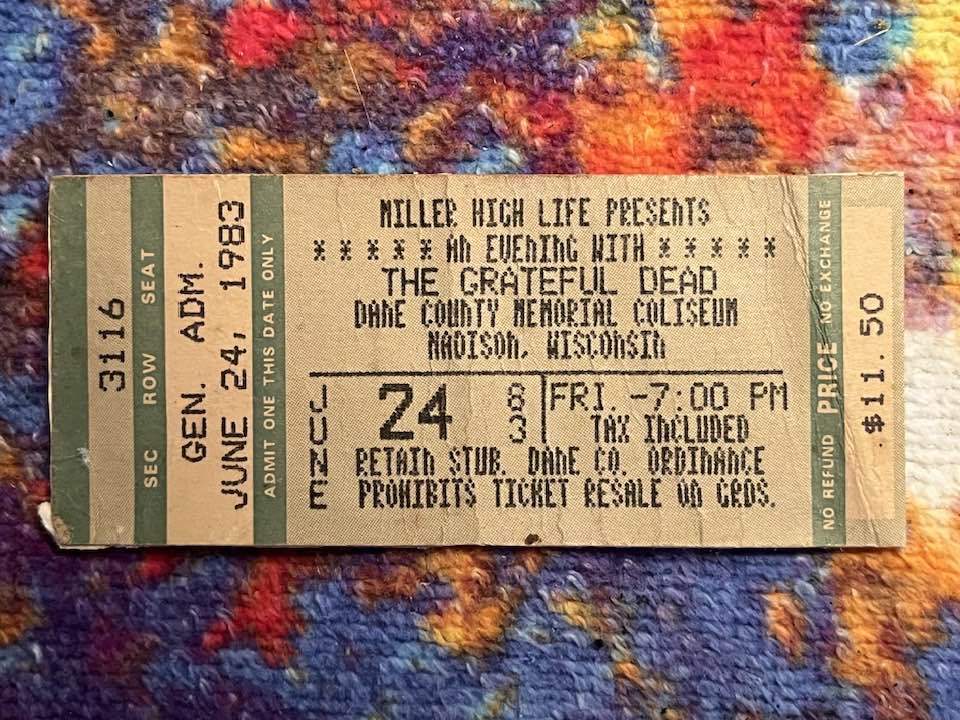 3116
SEC ROW SEAT
GEN. ADM.
JUNE 24, 1983
ADMIT ONE THIS DATE ONLY
MILLER HIGH LIFE PRESENTS
* * * * * * AN EVENING WITH * * * * * *
THE GRATEFUL DEAD
DANE COUNTY MEMORIAL COLISEUM
MADISON, WISCONSIN
JUNE
24
83
FRI. -7:00 PM
TAX INCLUDED
RETAIN STUB. DANE CO. ORDINANCE
PROHIBITS TICKET RESALE ON GRDS.
NO REFUND PRICE NO EXCHANGE
$11.50